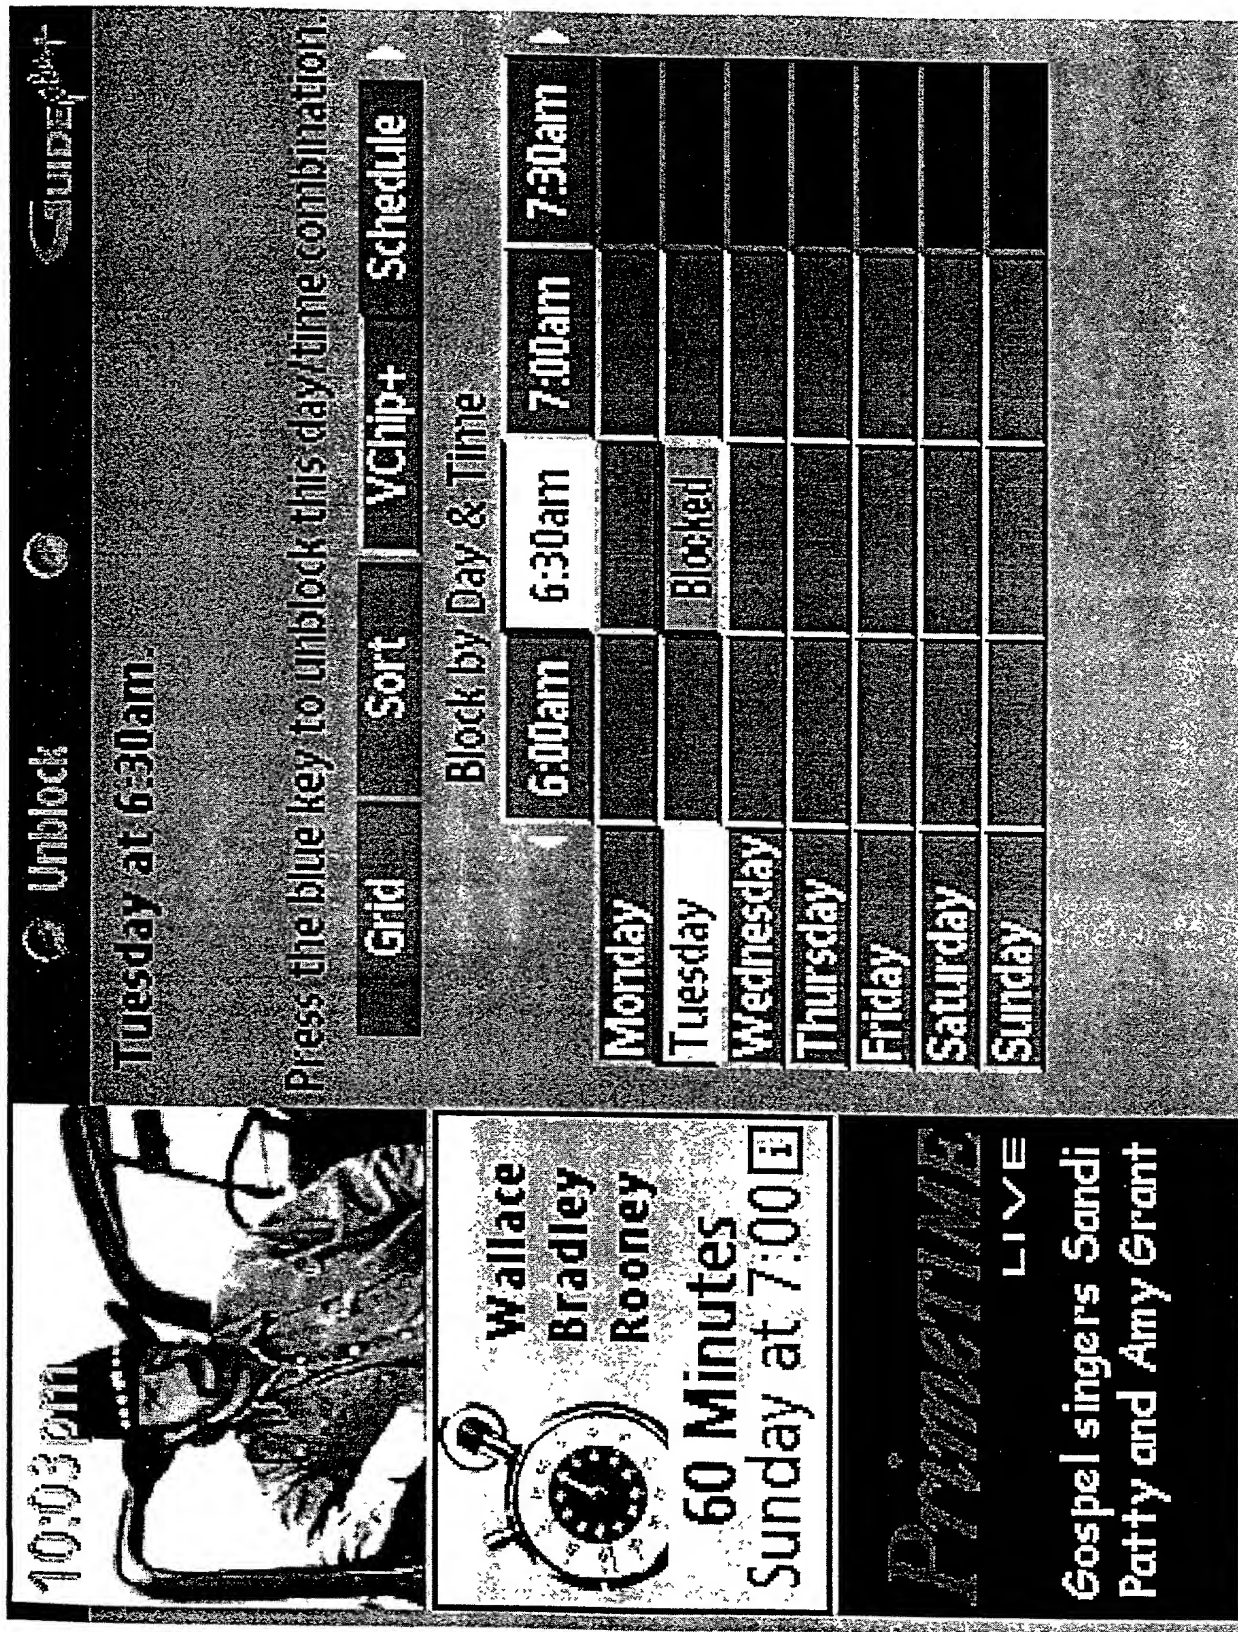 10:03pm
Unblock
GUIDE plus+
Tuesday at 6:30am.
Press the blue key to unblock this day/time combination.
Grid Sort VChip+ Schedule
Block by Day & Time
6:00am 6:30am 7:00am 7:30am
Monday
Tuesday Blocked
Wednesday
Thursday
Friday
Saturday
Sunday
Wallace
Bradley
Rooney
60 Minutes
Sunday at 7:00 i
PrimeTIME
LIVE
Gospel singers Sandi
Patty and Amy Grant